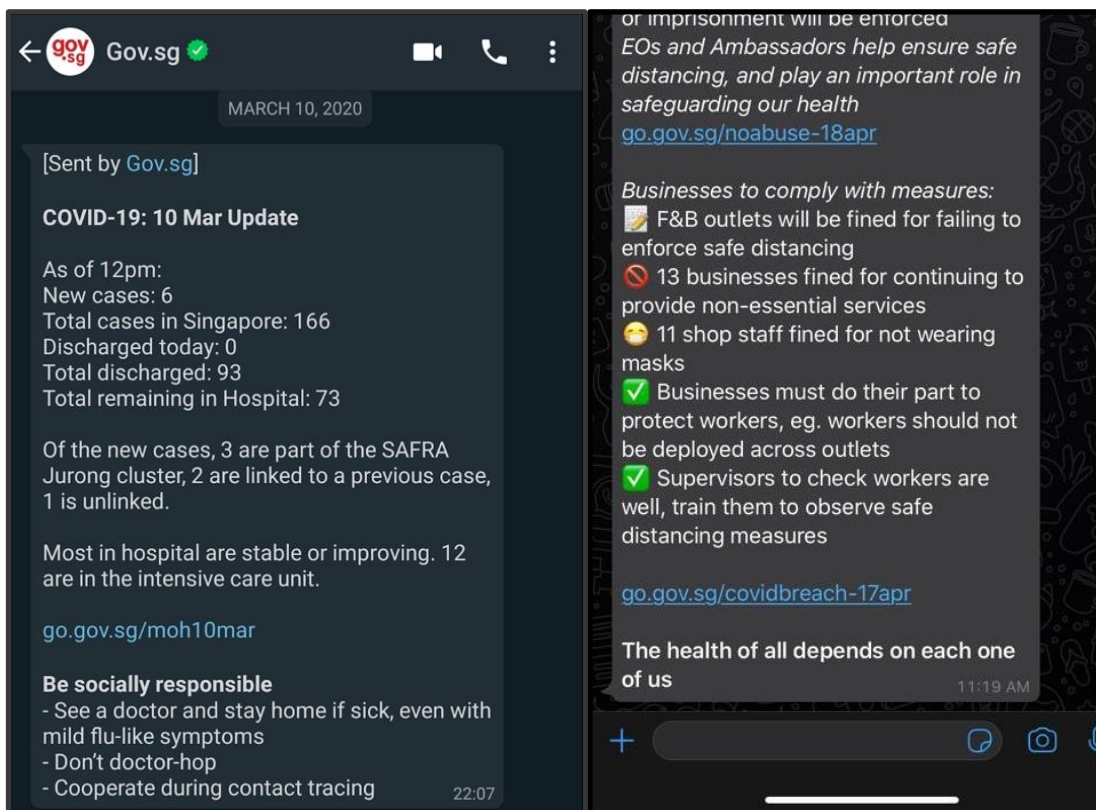 gov
.sg
Gov.sg
MARCH 10, 2020
[Sent by Gov.sg]
COVID-19: 10 Mar Update
As of 12pm:
New cases: 6
Total cases in Singapore: 166
Discharged today: 0
Total discharged: 93
Total remaining in Hospital: 73
Of the new cases, 3 are part of the SAFRA
Jurong cluster, 2 are linked to a previous case,
1 is unlinked.
Most in hospital are stable or improving. 12
are in the intensive care unit.
go.gov.sg/moh10mar
Be socially responsible
- See a doctor and stay home if sick, even with
mild flu-like symptoms
- Don't doctor-hop
- Cooperate during contact tracing
22:07
or imprisonment will be enforced
EOs and Ambassadors help ensure safe
distancing, and play an important role in
safeguarding our health
go.gov.sg/noabuse-18apr
Businesses to comply with measures:
📝 F&B outlets will be fined for failing to
enforce safe distancing
🚫 13 businesses fined for continuing to
provide non-essential services
😷 11 shop staff fined for not wearing
masks
✅ Businesses must do their part to
protect workers, eg. workers should not
be deployed across outlets
✅ Supervisors to check workers are
well, train them to observe safe
distancing measures
go.gov.sg/covidbreach-17apr
The health of all depends on each one
of us
11:19 AM